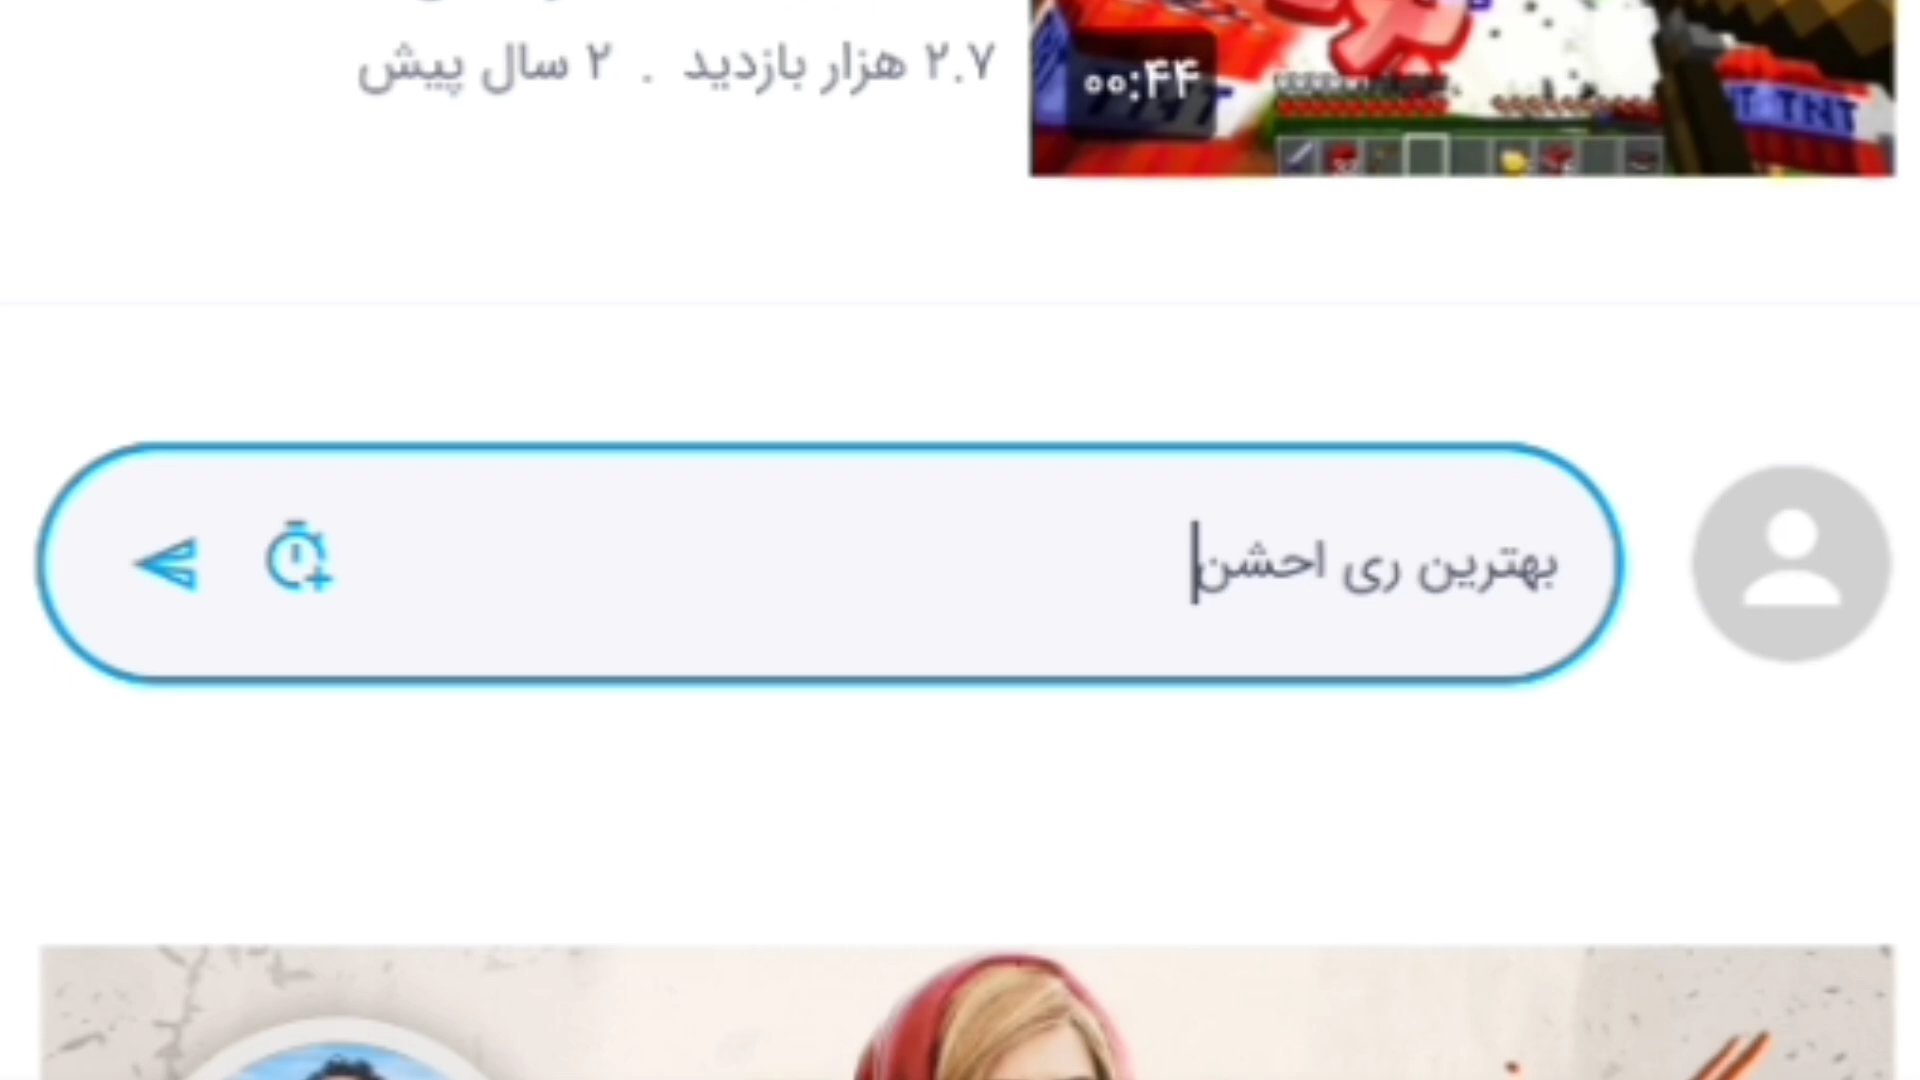 ۲.۷ هزار بازدید . ۲ سال پیش
۰۰:۴۴
TNT
بهترین ری احشن